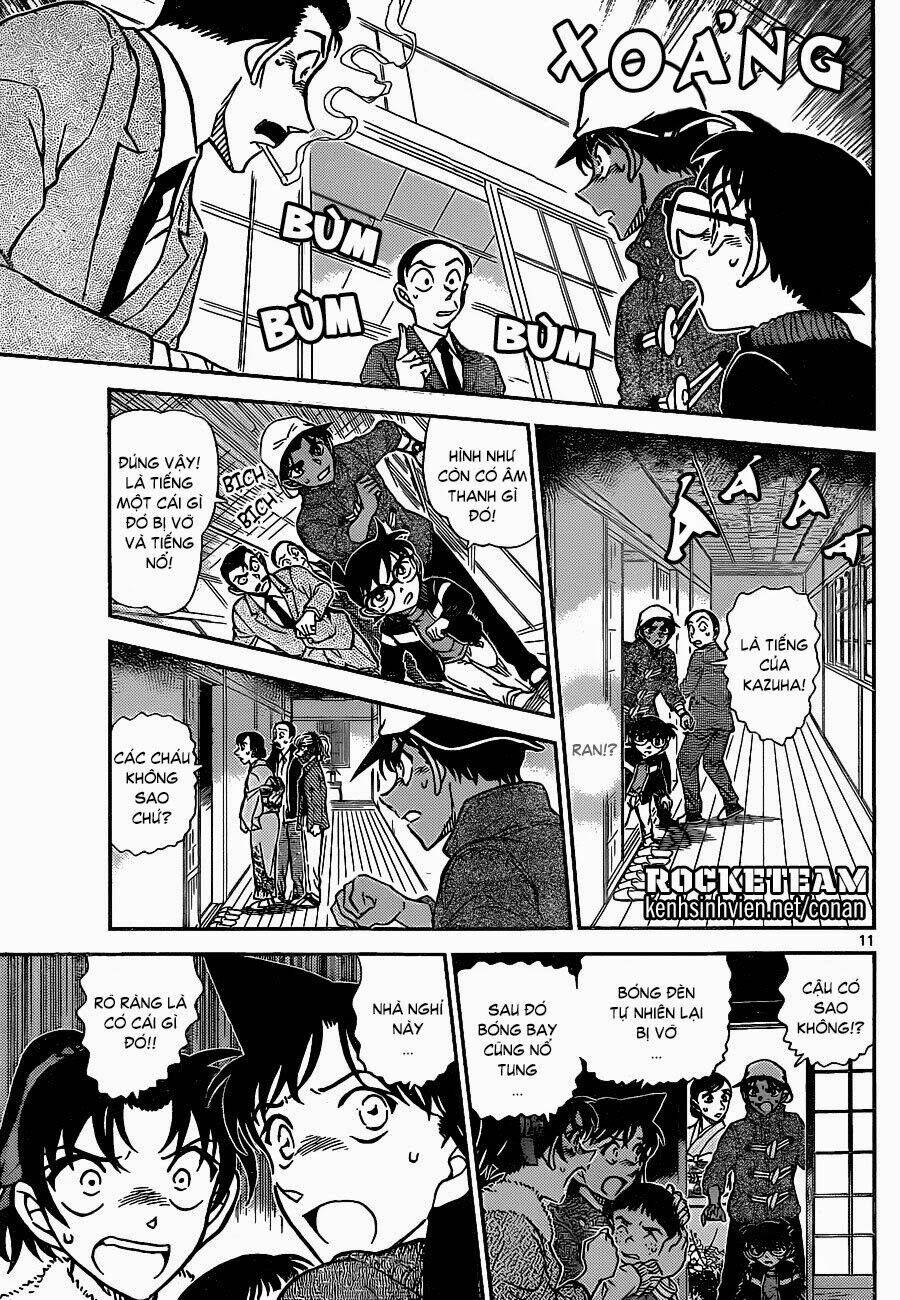 XOẢNG
BÙM
BÙM
BÙM
HÌNH NHƯ
CÒN CÓ ÂM
THANH GÌ
ĐÓ!
ĐÚNG VẬY!
LÀ TIẾNG
MỘT CÁI GÌ
ĐÓ BỊ VỠ
VÀ TIẾNG
NỔ!
BỊCH
BỊCH
Á Á Á
Á Á Á
LÀ TIẾNG
CỦA
KAZUHA!
RAN!?
CÁC CHÁU
KHÔNG
SAO
CHỨ?
ROCKETEAM
kenhsinhvien.net/conan
11
CẬU CÓ
SAO
KHÔNG!?
BÓNG ĐÈN
TỰ NHIÊN LẠI
BỊ VỠ
...
SAU ĐÓ
BÓNG BAY
CŨNG NỔ
TUNG
...
NHÀ NGHỈ
NÀY
...
RÕ RÀNG LÀ
CÓ CÁI GÌ
ĐÓ!!